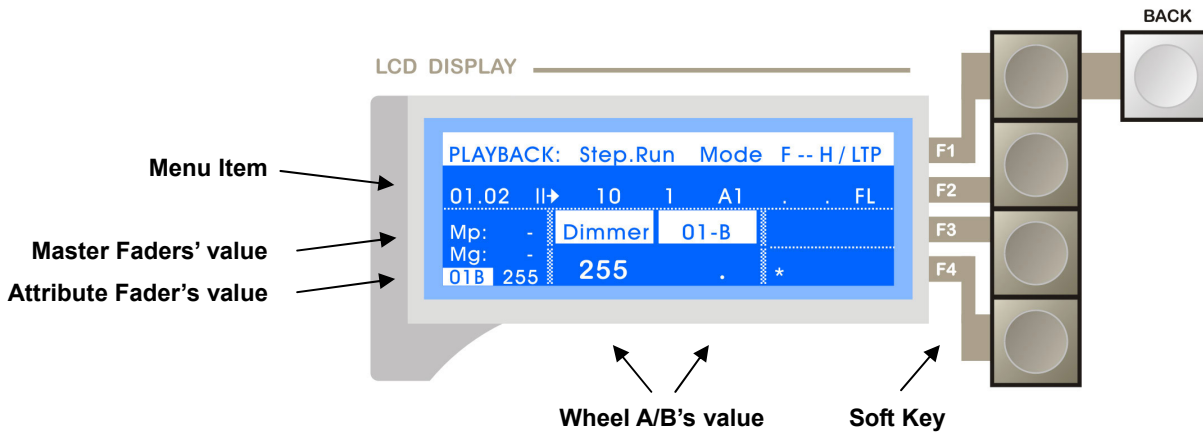 BACK
LCD DISPLAY
PLAYBACK: Step.Run Mode F -- H / LTP
01.02 II➔ 10 1 A1 . . FL
Mp: - Dimmer 01-B
Mg: -
01B 255 255 . *
F1
F2
F3
F4
Menu Item
Master Faders’ value
Attribute Fader’s value
Wheel A/B’s value
Soft Key